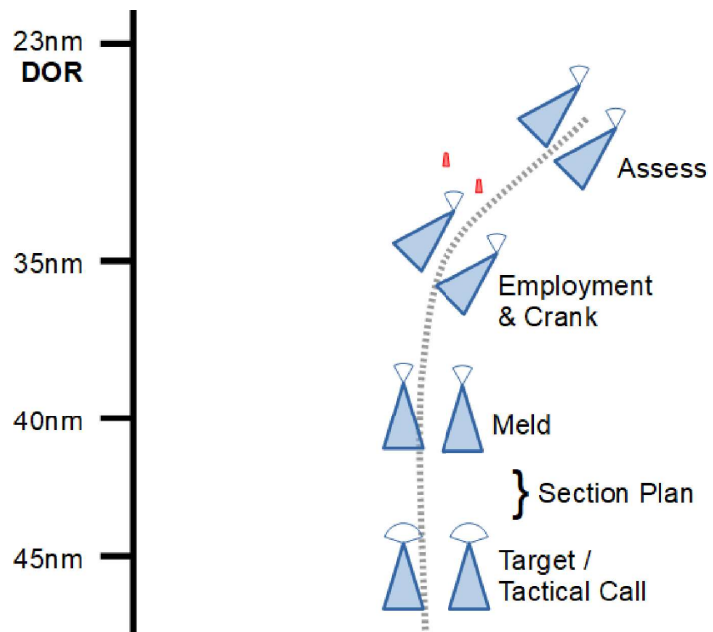 23nm
DOR
Assess
35nm
Employment
& Crank
40nm
Meld
} Section Plan
45nm
Target /
Tactical Call